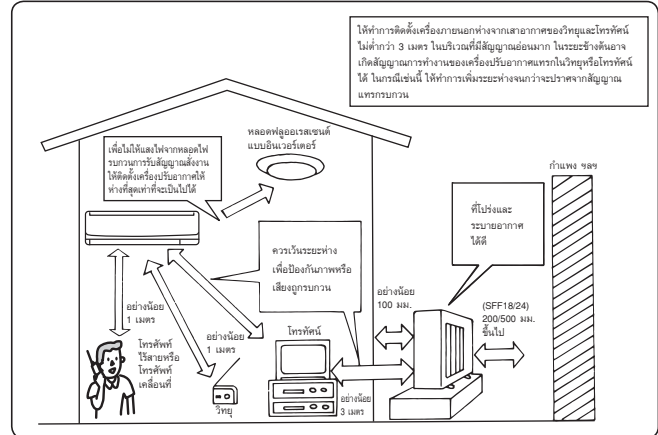 ให้ทำการติดตั้งเครื่องภายนอกห่างจากเสาอากาศของวิทยุและโทรทัศน์
ไม่ต่ำกว่า 3 เมตร ในบริเวณที่มีสัญญาณอ่อนมาก ในระยะข้างต้นอาจ
เกิดสัญญาณการทำงานของเครื่องปรับอากาศแทรกในวิทยุหรือโทรทัศน์
ได้ ในกรณีเช่นนี้ ให้ทำการเพิ่มระยะห่างจนกว่าจะปราศจากสัญญาณ
แทรกรบกวน
หลอดฟลูออเรสเซนต์
แบบอินเวอร์เตอร์
เพื่อไม่ให้แสงไฟจากหลอดไฟ
รบกวนการรับสัญญาณสั่งงาน
ให้ติดตั้งเครื่องปรับอากาศให้
ห่างที่สุดเท่าที่จะเป็นไปได้
กำแพง ฯลฯ
ที่โปร่งและ
ระบายอากาศ
ได้ดี
ควรเว้นระยะห่าง
เพื่อป้องกันภาพหรือ
เสียงถูกรบกวน
อย่างน้อย
100 มม.
(SFF18/24)
200/500 มม.
ขึ้นไป
อย่างน้อย
1 เมตร
อย่างน้อย
1 เมตร
โทรทัศน์
โทรศัพท์
ไร้สายหรือ
โทรศัพท์
เคลื่อนที่
วิทยุ
อย่างน้อย
3 เมตร